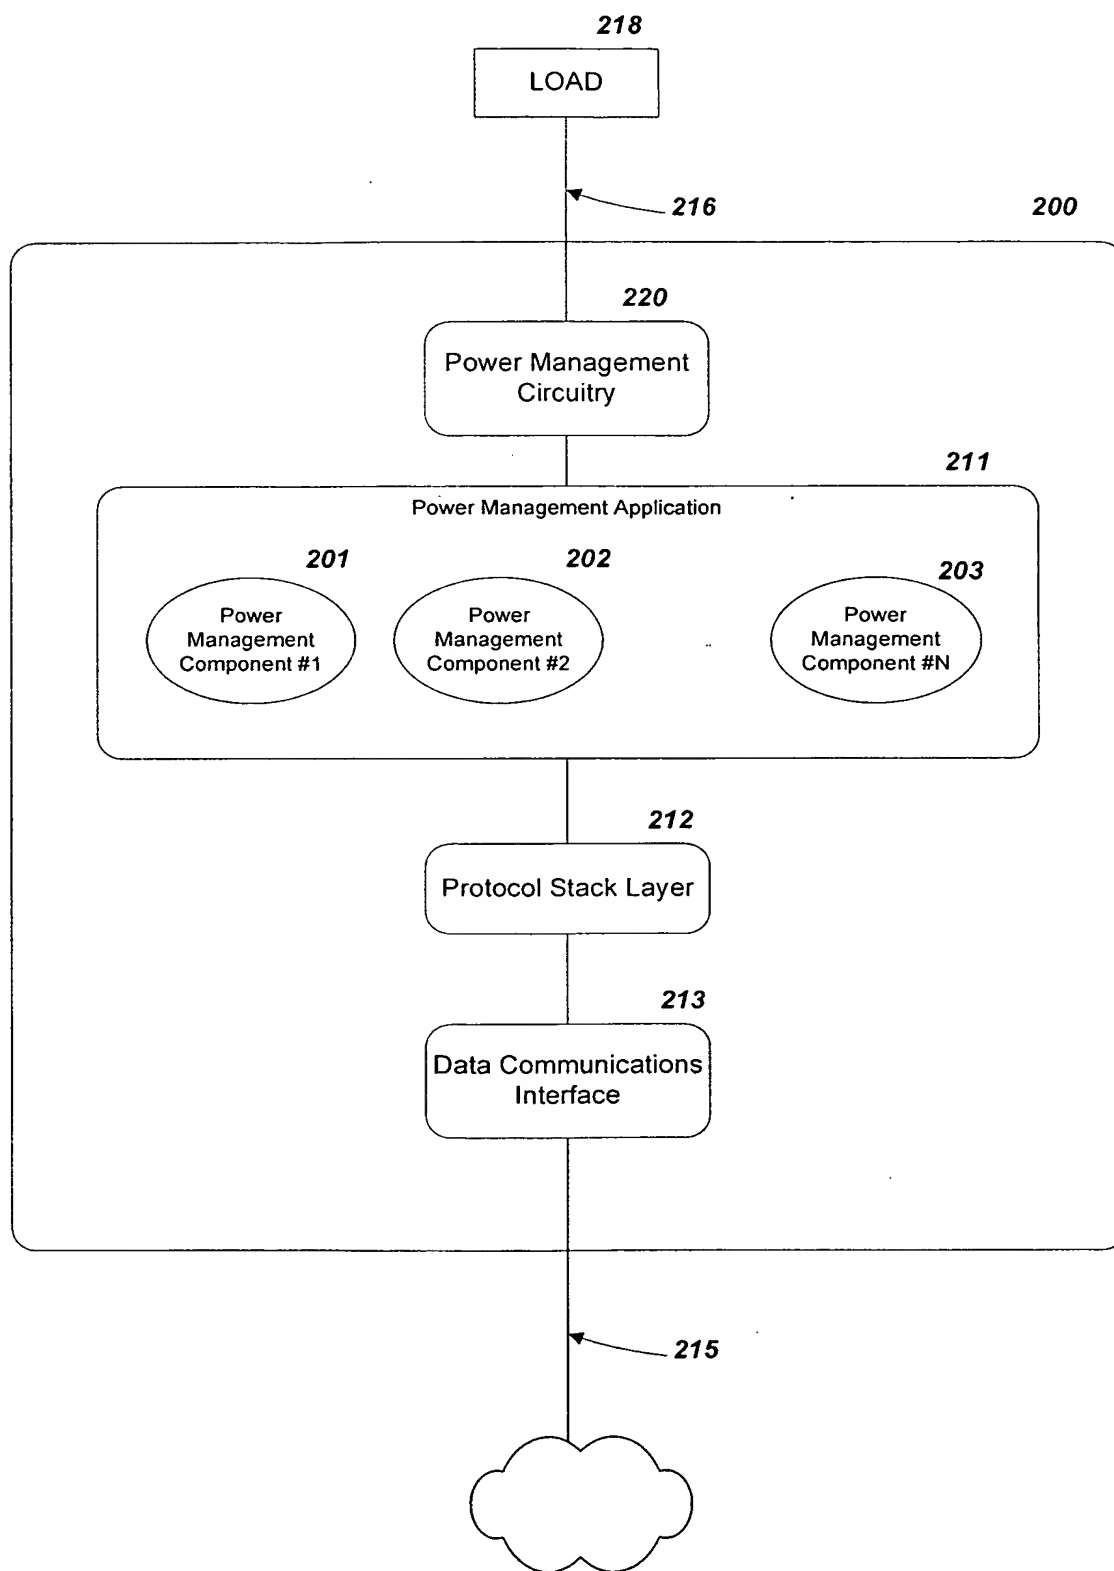 218
LOAD
216
200
220
Power Management
Circuitry
211
Power Management Application
201
202
203
Power
Management
Component #1
Power
Management
Component #2
Power
Management
Component #N
212
Protocol Stack Layer
213
Data Communications
Interface
215